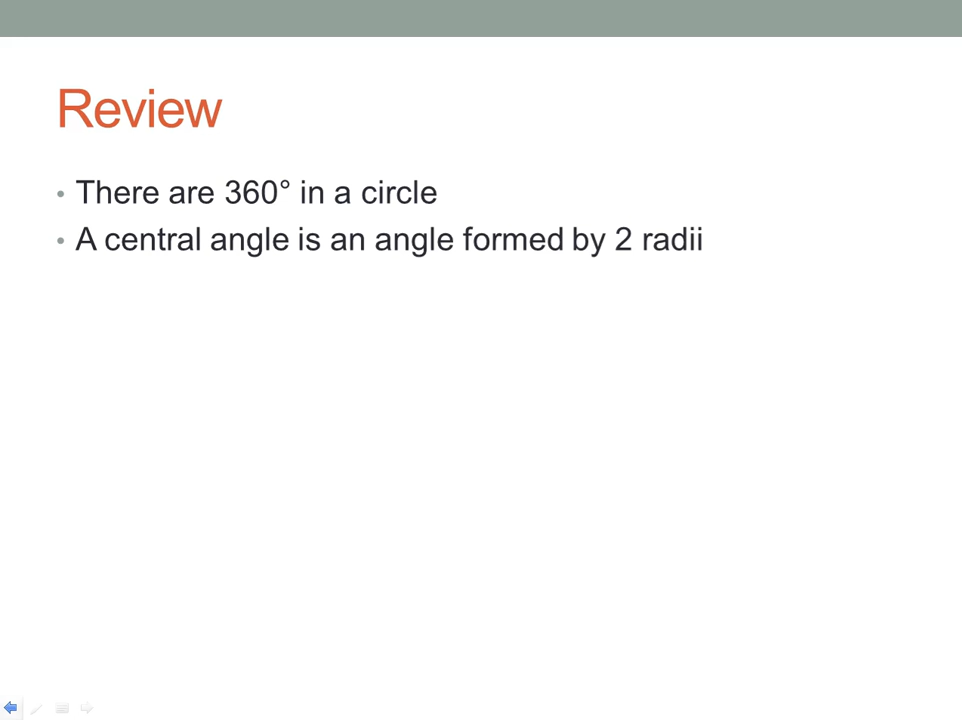 Review
• There are 360° in a circle
• A central angle is an angle formed by 2 radii